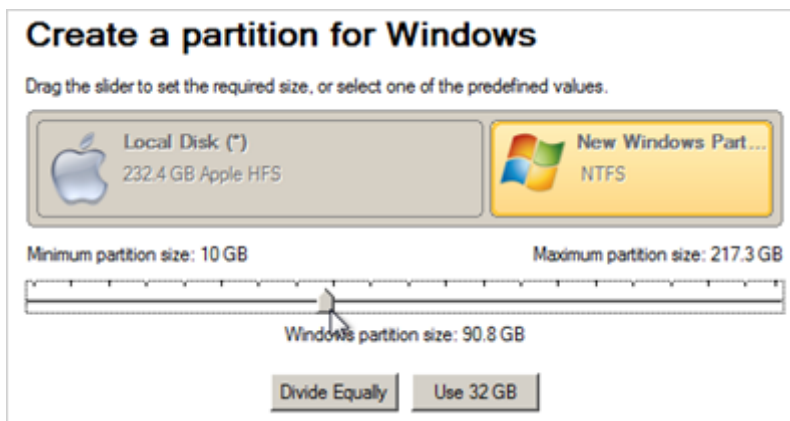 Create a partition for Windows
Drag the slider to set the required size, or select one of the predefined values.
Local Disk (*)
232.4 GB Apple HFS
New Windows Part...
NTFS
Minimum partition size: 10 GB
Maximum partition size: 217.3 GB
Windows partition size: 90.8 GB
Divide Equally
Use 32 GB